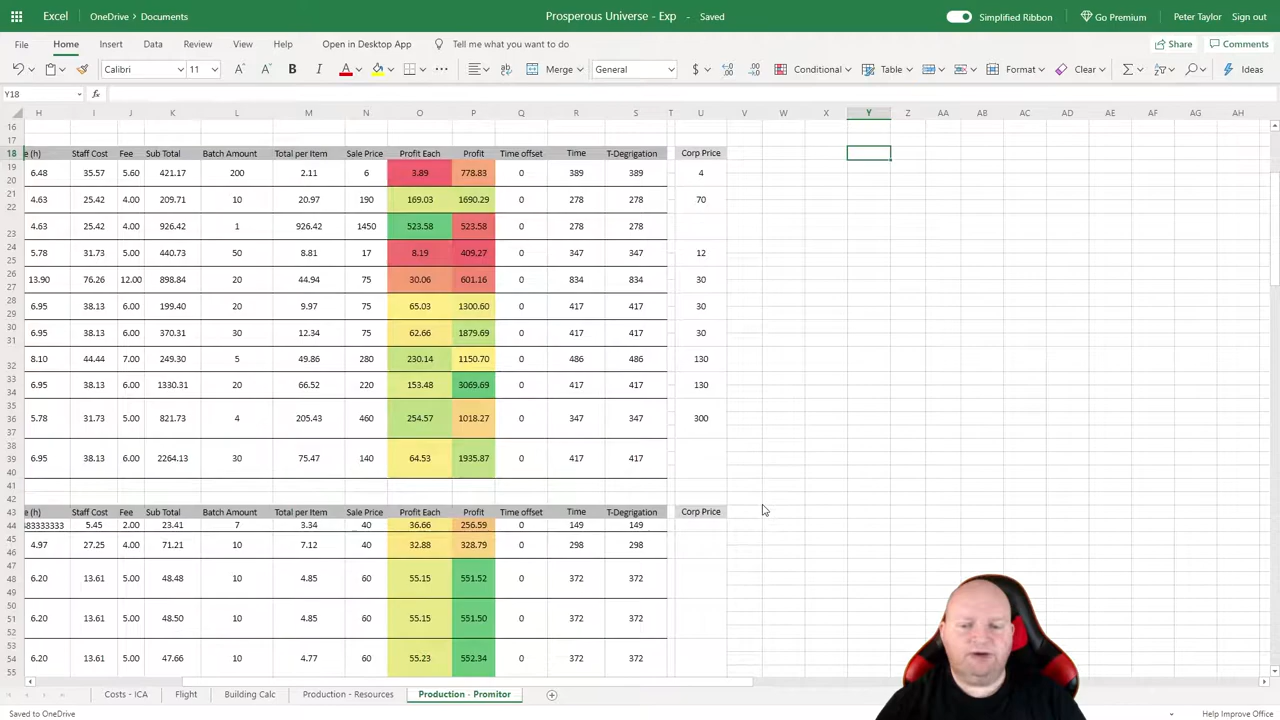 Excel OneDrive › Documents Prosperous Universe - Exp - Saved Simplified Ribbon Go Premium Peter Taylor Sign out
File Home Insert Data Review View Help Open in Desktop App Tell me what you want to do Share Comments
Calibri 11 A A B I A ab Merge General $ Conditional Table Format Clear Σ Ideas
Y18 fx
H I J K L M N O P Q R S T U V W X Y Z AA AB AC AD AE AF AG AH
16
17
18 e (h) Staff Cost Fee Sub Total Batch Amount Total per Item Sale Price Profit Each Profit Time offset Time T-Degrigation Corp Price
19
6.48 35.57 5.60 421.17 200 2.11 6 3.89 778.83 0 389 389 4
20
21
4.63 25.42 4.00 209.71 10 20.97 190 169.03 1690.29 0 278 278 70
22
4.63 25.42 4.00 926.42 1 926.42 1450 523.58 523.58 0 278 278
23
24
5.78 31.73 5.00 440.73 50 8.81 17 8.19 409.27 0 347 347 12
25
26
13.90 76.26 12.00 898.84 20 44.94 75 30.06 601.16 0 834 834 30
27
28
6.95 38.13 6.00 199.40 20 9.97 75 65.03 1300.60 0 417 417 30
29
30
6.95 38.13 6.00 370.31 30 12.34 75 62.66 1879.69 0 417 417 30
31
8.10 44.44 7.00 249.30 5 49.86 280 230.14 1150.70 0 486 486 130
32
33
6.95 38.13 6.00 1330.31 20 66.52 220 153.48 3069.69 0 417 417 130
34
35
36 5.78 31.73 5.00 821.73 4 205.43 460 254.57 1018.27 0 347 347 300
37
38
39 6.95 38.13 6.00 2264.13 30 75.47 140 64.53 1935.87 0 417 417
40
41
42
43 e (h) Staff Cost Fee Sub Total Batch Amount Total per Item Sale Price Profit Each Profit Time offset Time T-Degrigation Corp Price
44 83333333 5.45 2.00 23.41 7 3.34 40 36.66 256.59 0 149 149
45
4.97 27.25 4.00 71.21 10 7.12 40 32.88 328.79 0 298 298
46
47
48 6.20 13.61 5.00 48.48 10 4.85 60 55.15 551.52 0 372 372
49
50
51 6.20 13.61 5.00 48.50 10 4.85 60 55.15 551.50 0 372 372
52
53
54 6.20 13.61 5.00 47.66 10 4.77 60 55.23 552.34 0 372 372
55
Costs - ICA Flight Building Calc Production - Resources Production - Promitor
Saved to OneDrive Help Improve Office